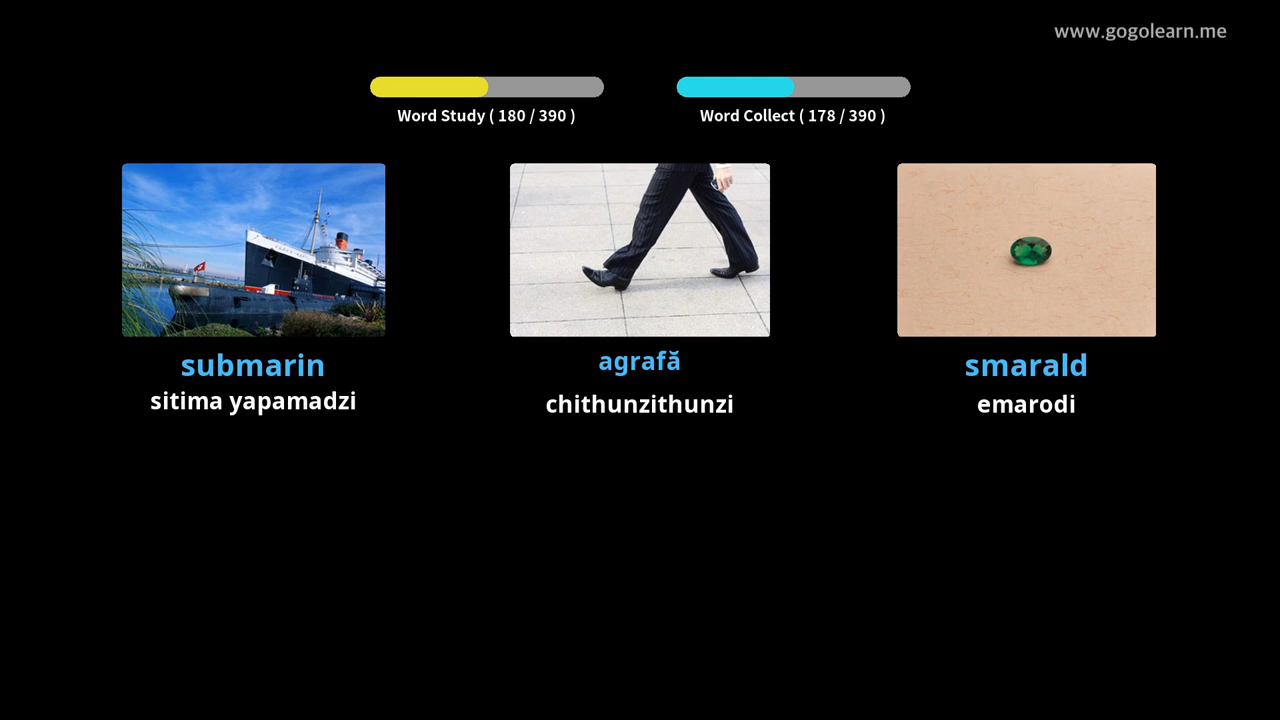 www.gogolearn.me
Word Study ( 180 / 390 )
Word Collect ( 178 / 390 )
submarin
sitima yapamadzi
agrafă
chithunzithunzi
smarald
emarodi